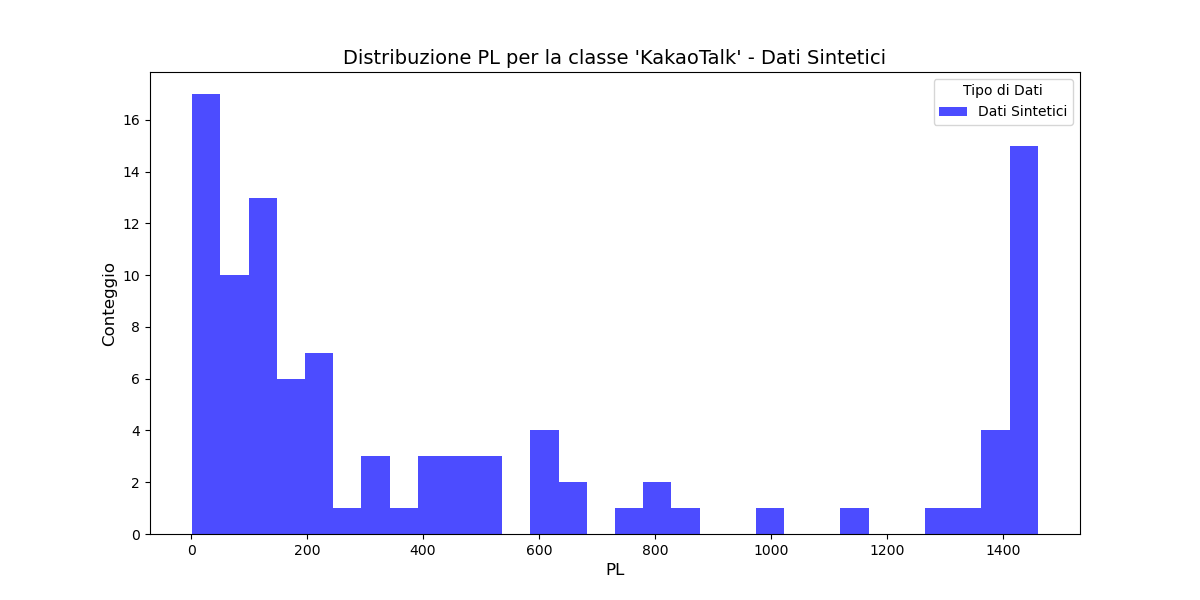 Distribuzione PL per la classe 'KakaoTalk' - Dati Sintetici
Tipo di Dati
Dati Sintetici
Conteggio
16
14
12
10
8
6
4
2
0
0 200 400 600 800 1000 1200 1400
PL